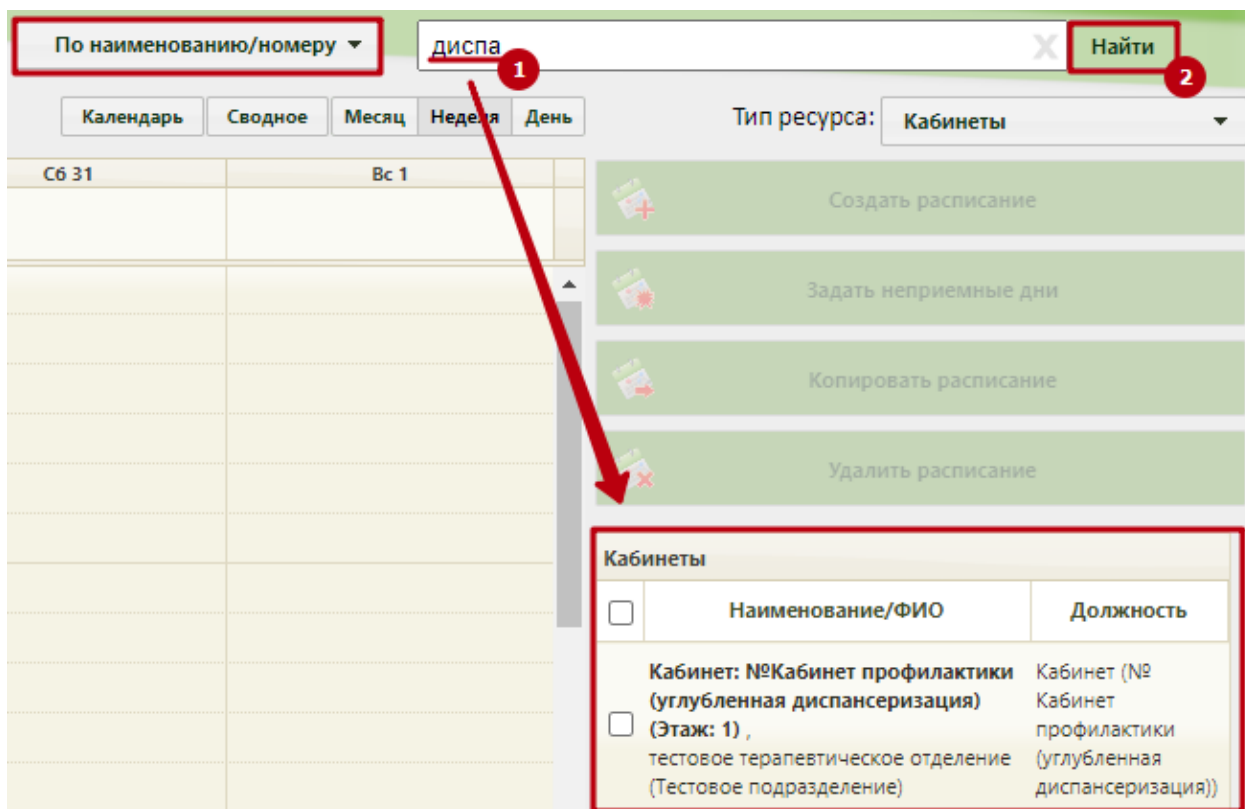 По наименованию/номеру
диспа
X
Найти
1
2
Календарь
Сводное
Месяц
Неделя
День
Тип ресурса:
Кабинеты
Сб 31
Вс 1
Создать расписание
Задать неприемные дни
Копировать расписание
Удалить расписание
Кабинеты
Наименование/ФИО
Должность
Кабинет: №Кабинет профилактики
(углубленная диспансеризация)
(Этаж: 1) ,
тестовое терапевтическое отделение
(Тестовое подразделение)
Кабинет (№
Кабинет
профилактики
(углубленная
диспансеризация))